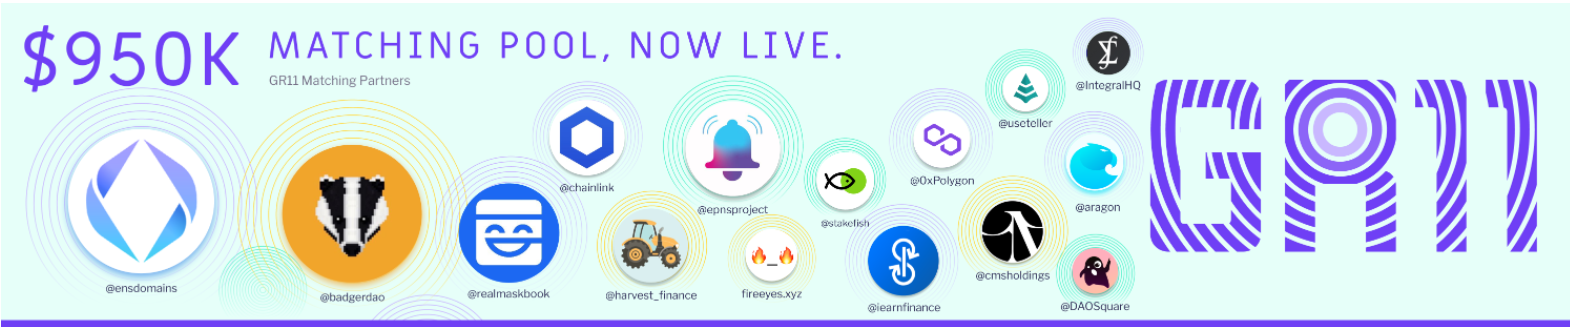 $950K MATCHING POOL, NOW LIVE.
GR11 Matching Partners
@ensdomains
@badgerdao
@realmaskbook
@chainlink
@harvest_finance
@epnsproject
fireeyes.xyz
@stakefish
@iearnfinance
@0xPolygon
@useteller
@cmsholdings
@IntegralHQ
@aragon
@DAOSquare
GR11